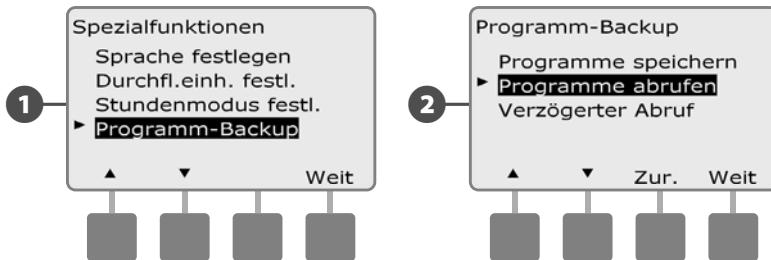 Spezialfunktionen
Sprache festlegen
Durchfl.einh. festl.
Stundenmodus festl.
► Programm-Backup
1
▲ ▼ Weit
Programm-Backup
Programme speichern
► Programme abrufen
Verzögerter Abruf
2
▲ ▼ Zur. Weit